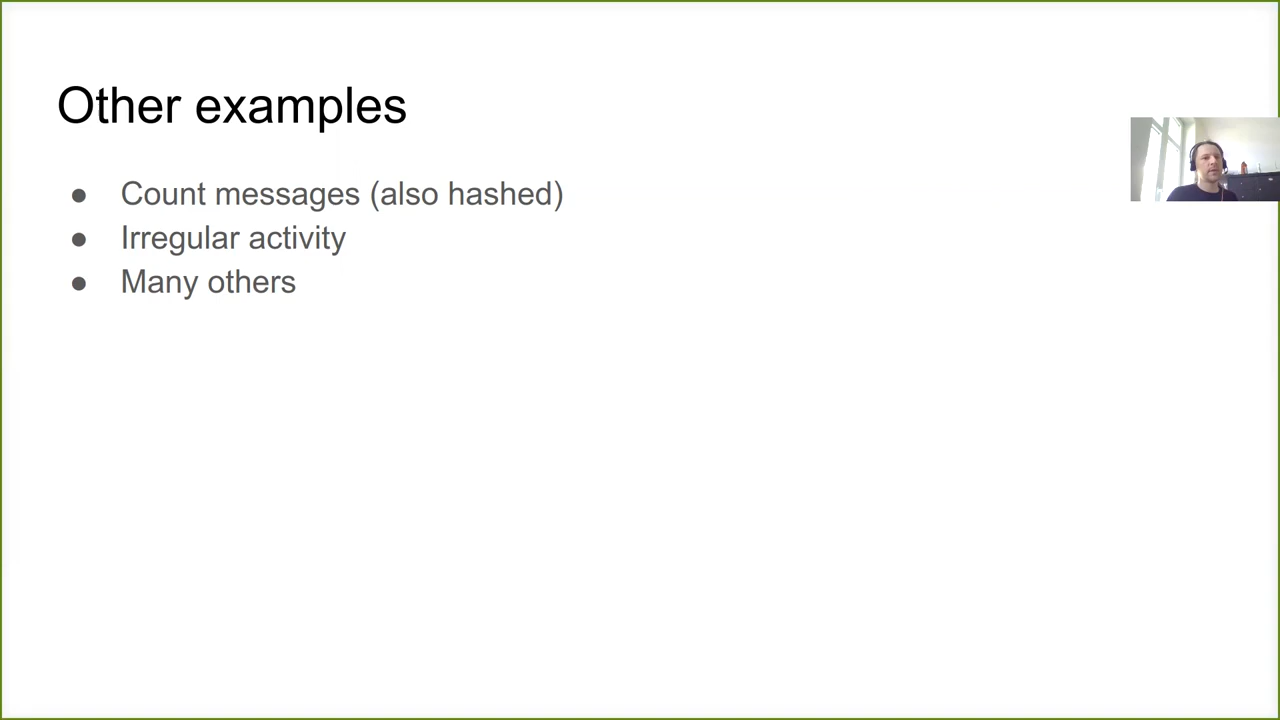 Other examples
● Count messages (also hashed)
● Irregular activity
● Many others